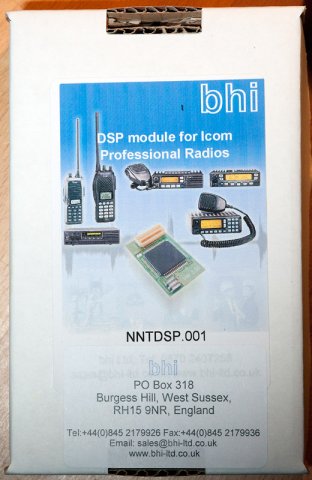 bhi
DSP module for Icom
Professional Radios
NNTDSP.001
bhi
PO Box 318
Burgess Hill, West Sussex,
RH15 9NR, England
Tel:+44(0)845 2179926 Fax:+44(0)845 2179936
Email: sales@bhi-ltd.co.uk
www.bhi-ltd.co.uk